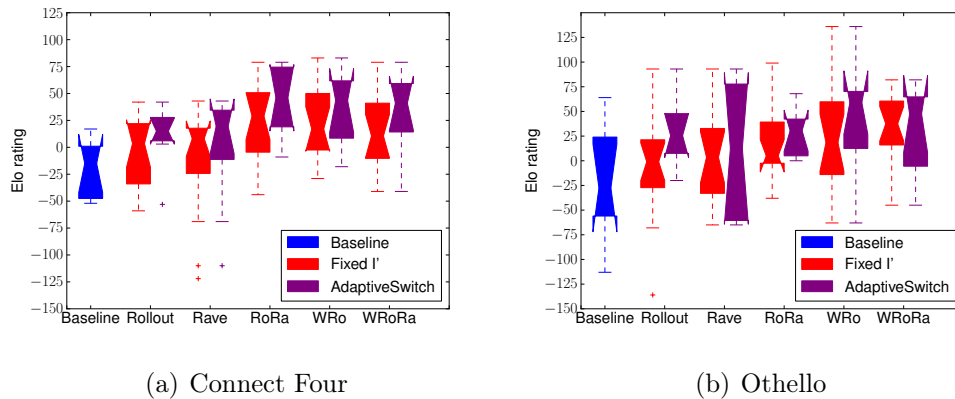 125
100
75
50
25
0
−25
−50
−75
−100
−125
−150
Elo rating
Baseline Rollout Rave RoRa WRo WRoRa
Baseline
Fixed I'
AdaptiveSwitch
(a) Connect Four
125
100
75
50
25
0
−25
−50
−75
−100
−125
−150
Elo rating
Baseline Rollout Rave RoRa WRo WRoRa
Baseline
Fixed I'
AdaptiveSwitch
(b) Othello